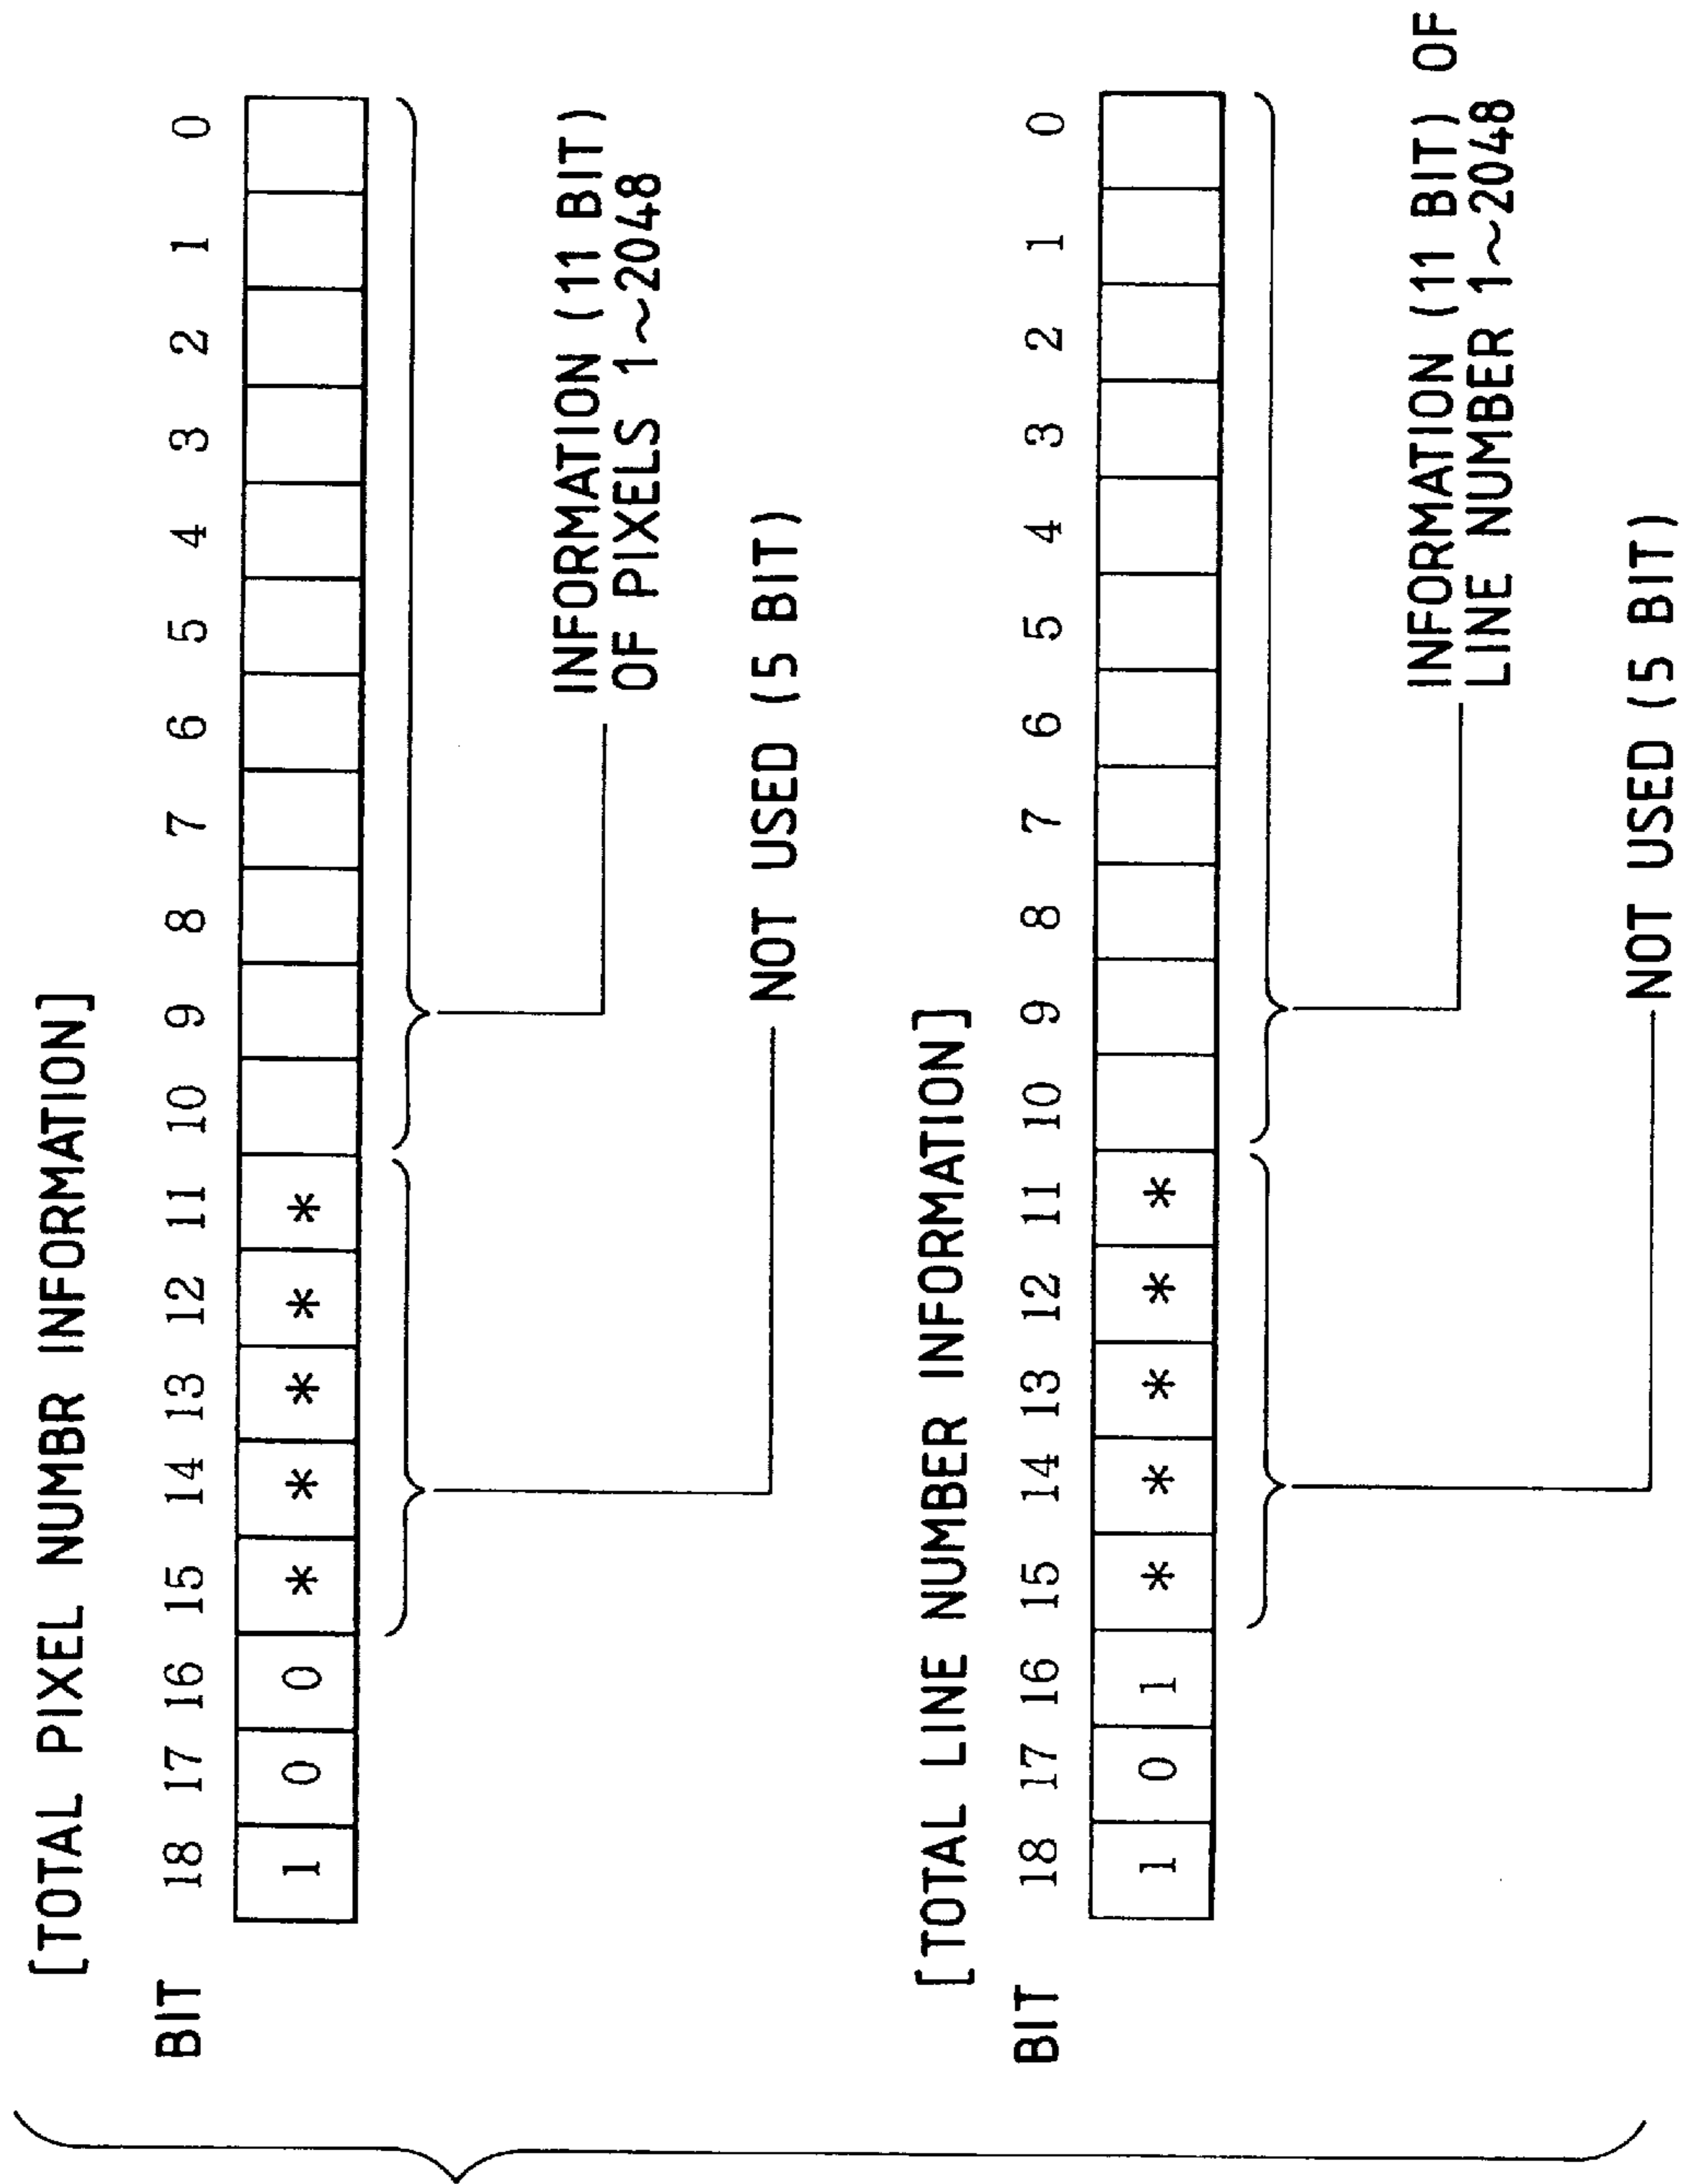 [TOTAL PIXEL NUMBR INFORMATION]
BIT 18 17 16 15 14 13 12 11 10 9 8 7 6 5 4 3 2 1 0
1 0 0 * * * * *
INFORMATION (11 BIT)
OF PIXELS 1~2048
NOT USED (5 BIT)
[TOTAL LINE NUMBER INFORMATION]
BIT 18 17 16 15 14 13 12 11 10 9 8 7 6 5 4 3 2 1 0
1 0 1 * * * * *
INFORMATION (11 BIT) OF
LINE NUMBER 1~2048
NOT USED (5 BIT)